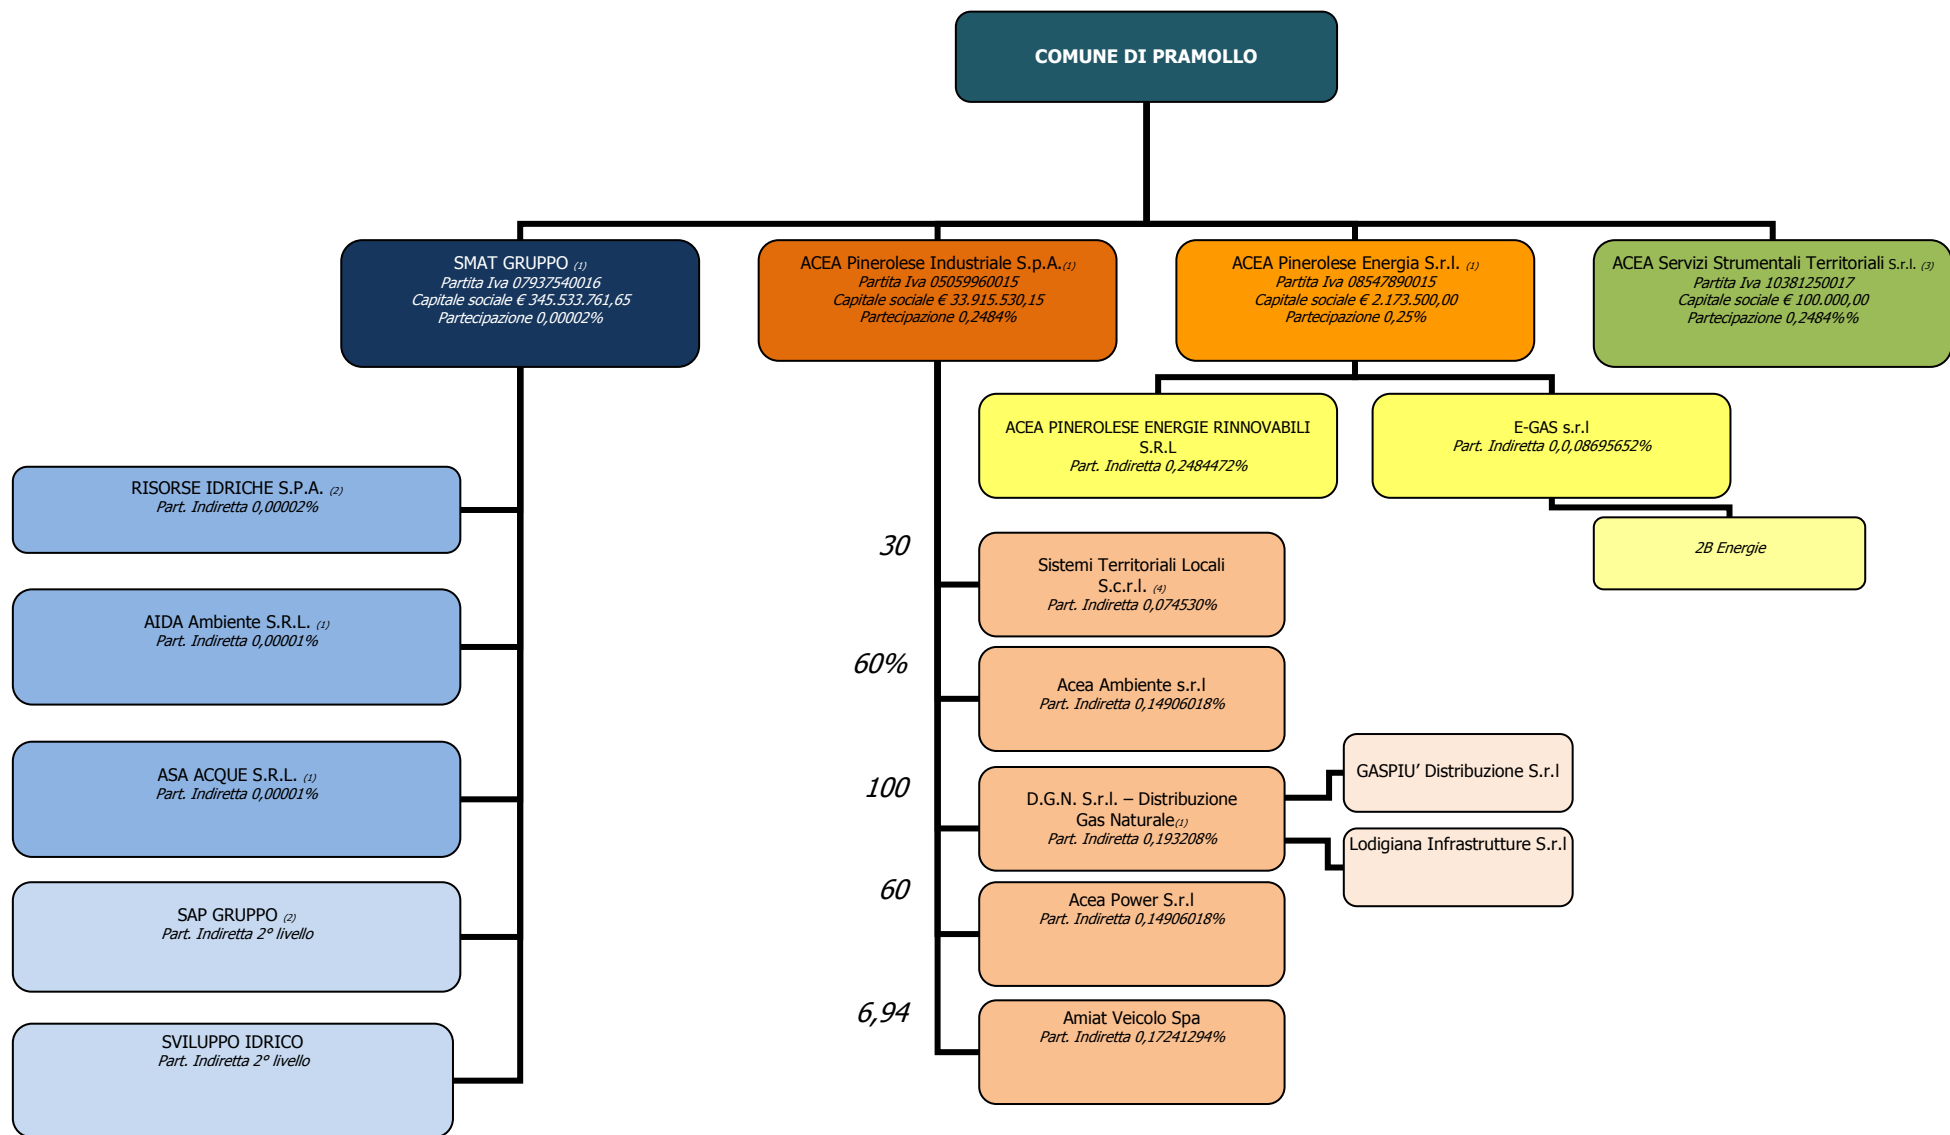 COMUNE DI PRAMOLLO
SMAT GRUPPO (1)
Partita Iva 07937540016
Capitale sociale € 345.533.761,65
Partecipazione 0,00002%
ACEA Pinerolese Industriale S.p.A.(1)
Partita Iva 05059960015
Capitale sociale € 33.915.530,15
Partecipazione 0,2484%
ACEA Pinerolese Energia S.r.l. (1)
Partita Iva 08547890015
Capitale sociale € 2.173.500,00
Partecipazione 0,25%
ACEA Servizi Strumentali Territoriali S.r.l. (3)
Partita Iva 10381250017
Capitale sociale € 100.000,00
Partecipazione 0,2484%%
ACEA PINEROLESE ENERGIE RINNOVABILI
S.R.L
Part. Indiretta 0,2484472%
E-GAS s.r.l
Part. Indiretta 0,0,08695652%
2B Energie
RISORSE IDRICHE S.P.A. (2)
Part. Indiretta 0,00002%
AIDA Ambiente S.R.L. (1)
Part. Indiretta 0,00001%
ASA ACQUE S.R.L. (1)
Part. Indiretta 0,00001%
SAP GRUPPO (2)
Part. Indiretta 2° livello
SVILUPPO IDRICO
Part. Indiretta 2° livello
30
Sistemi Territoriali Locali
S.c.r.l. (4)
Part. Indiretta 0,074530%
60%
Acea Ambiente s.r.l
Part. Indiretta 0,14906018%
100
D.G.N. S.r.l. – Distribuzione
Gas Naturale(1)
Part. Indiretta 0,193208%
GASPIU’ Distribuzione S.r.l
Lodigiana Infrastrutture S.r.l
60
Acea Power S.r.l
Part. Indiretta 0,14906018%
6,94
Amiat Veicolo Spa
Part. Indiretta 0,17241294%